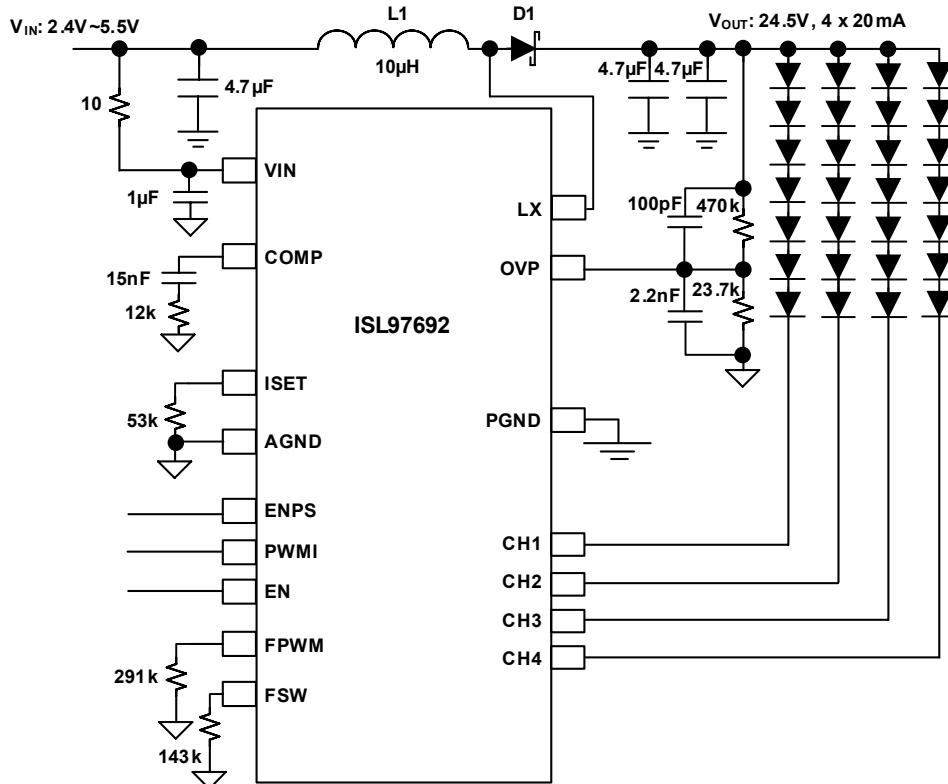 L1
D1
VIN: 2.4V~5.5V
VOUT: 24.5V, 4 x 20mA
10µH
4.7µF
4.7µF
4.7µF
10
VIN
1µF
LX
100pF
470k
COMP
OVP
15nF
2.2nF
23.7k
12k
ISL97692
ISET
53k
PGND
AGND
ENPS
PWMI
CH1
EN
CH2
CH3
FPWM
CH4
291k
FSW
143k